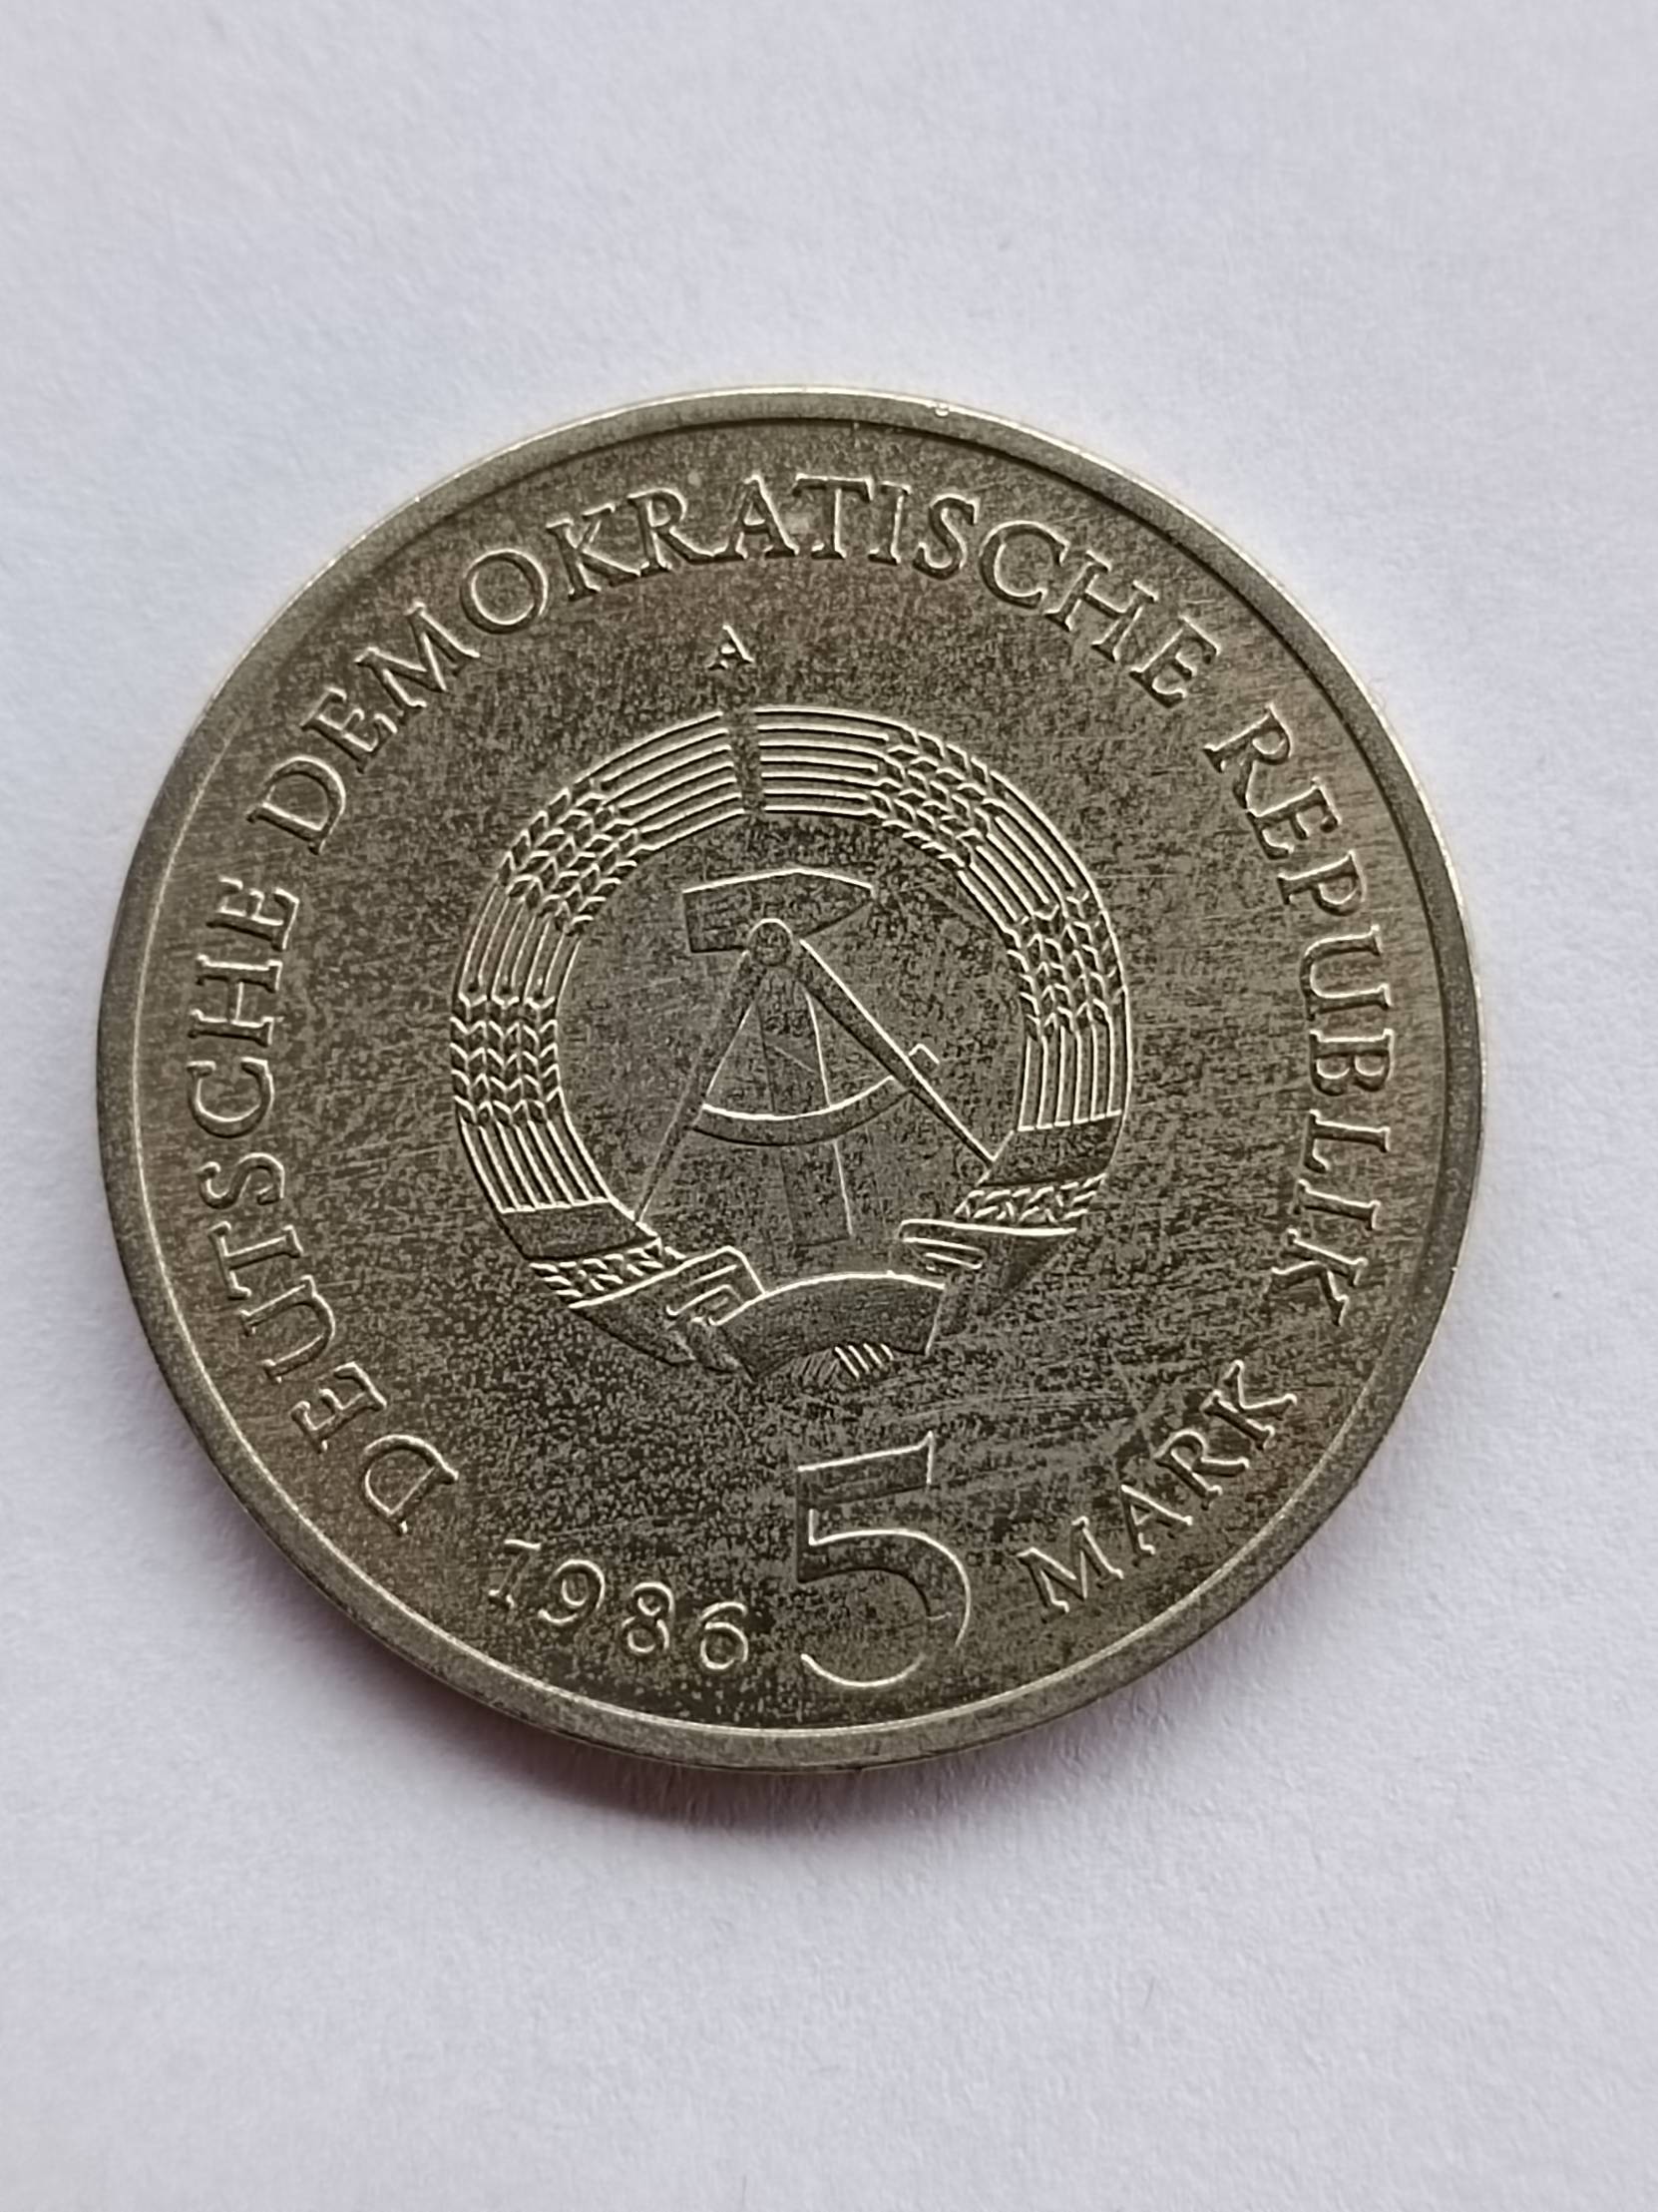 DEUTSCHE DEMOKRATISCHE REPUBLIK
A
1986 5 MARK